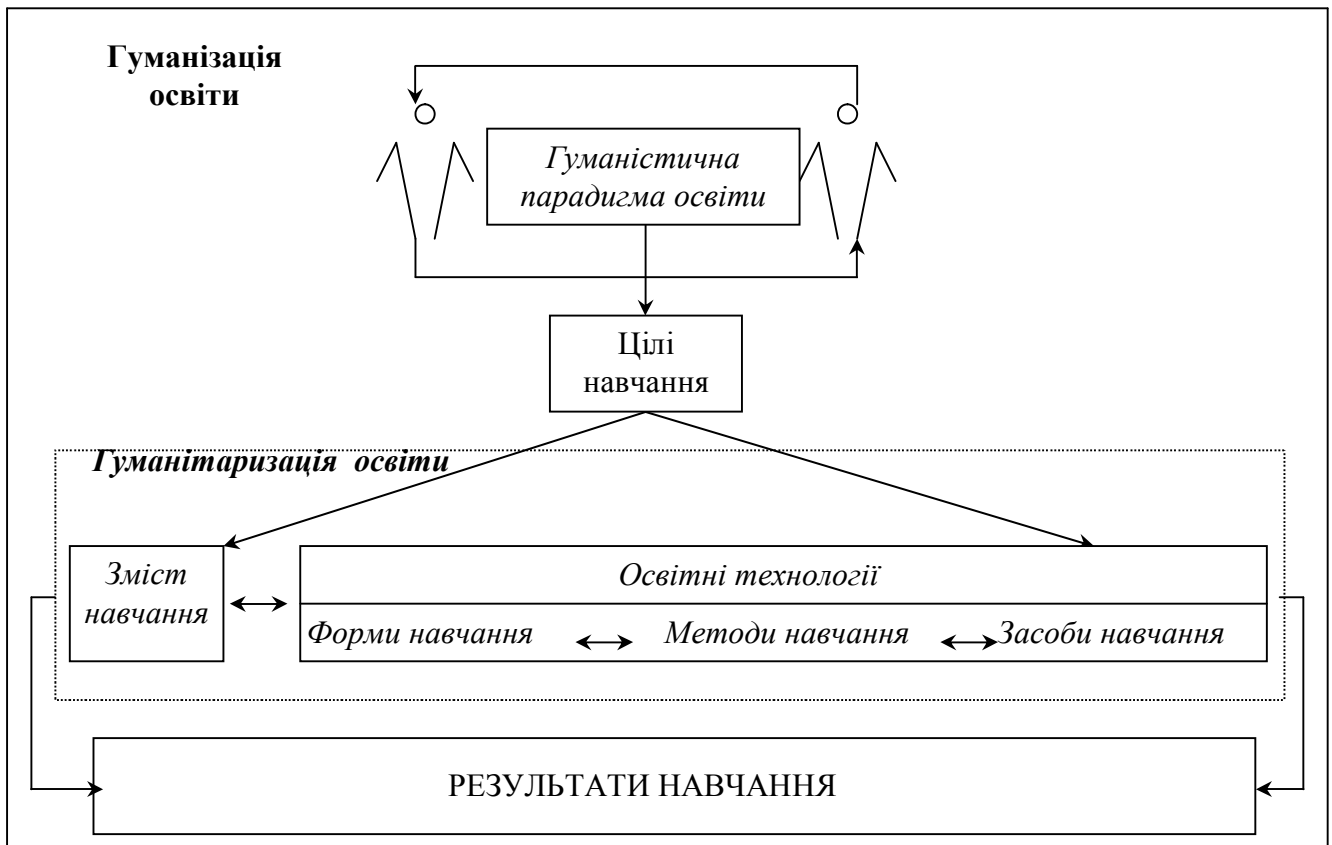 Гуманізація
освіти
Гуманістична
парадигма освіти
Цілі
навчання
Гуманітаризація освіти
Зміст
навчання
Освітні технології
Форми навчання
Методи навчання
Засоби навчання
РЕЗУЛЬТАТИ НАВЧАННЯ